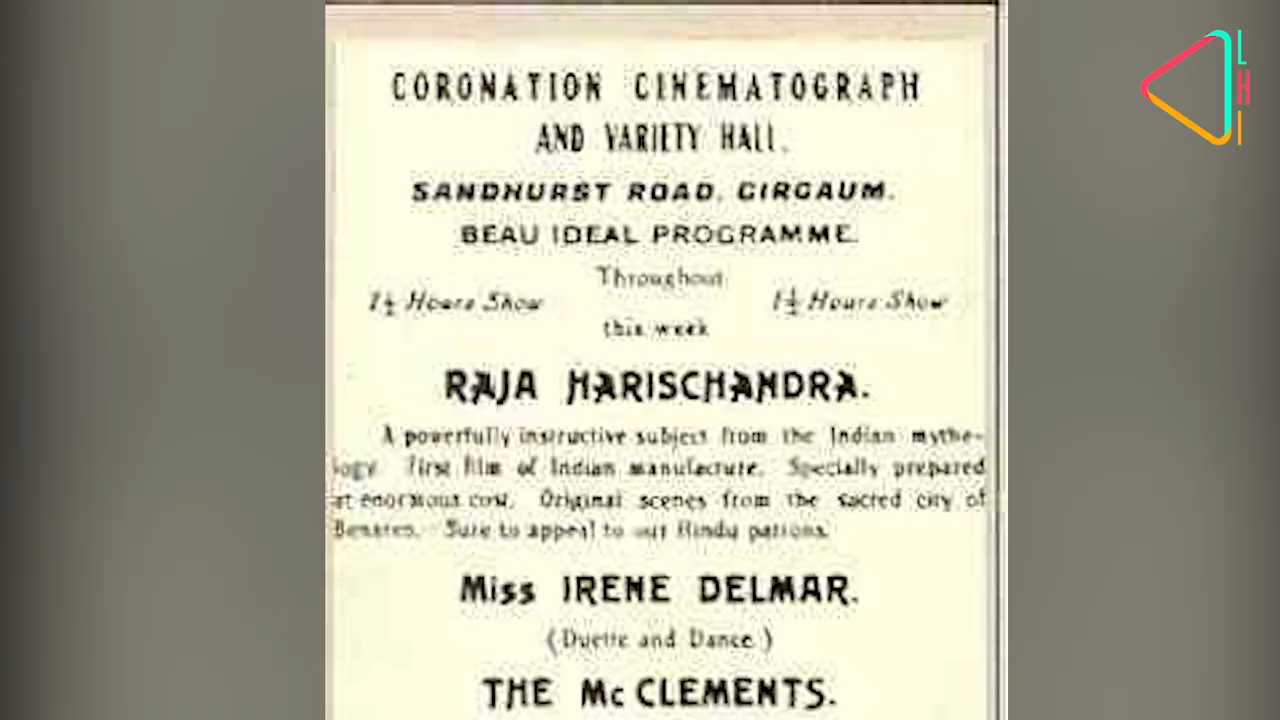 CORONATION CINEMATOGRAPH
AND VARIETY HALL.
SANDHURST ROAD, GIRGAUM.
BEAU IDEAL PROGRAMME.
Throughout
1½ Hours Show 1½ Hours Show
this week
RAJA HARISCHANDRA.
A powerfully instructive subject from the Indian mytho-
logy. First film of Indian manufacture. Specially prepared
at enormous cost. Original scenes from the sacred city of
Benares. Sure to appeal to our Hindu patrons.
Miss IRENE DELMAR.
(Duette and Dance)
THE Mc CLEMENTS.
LHI